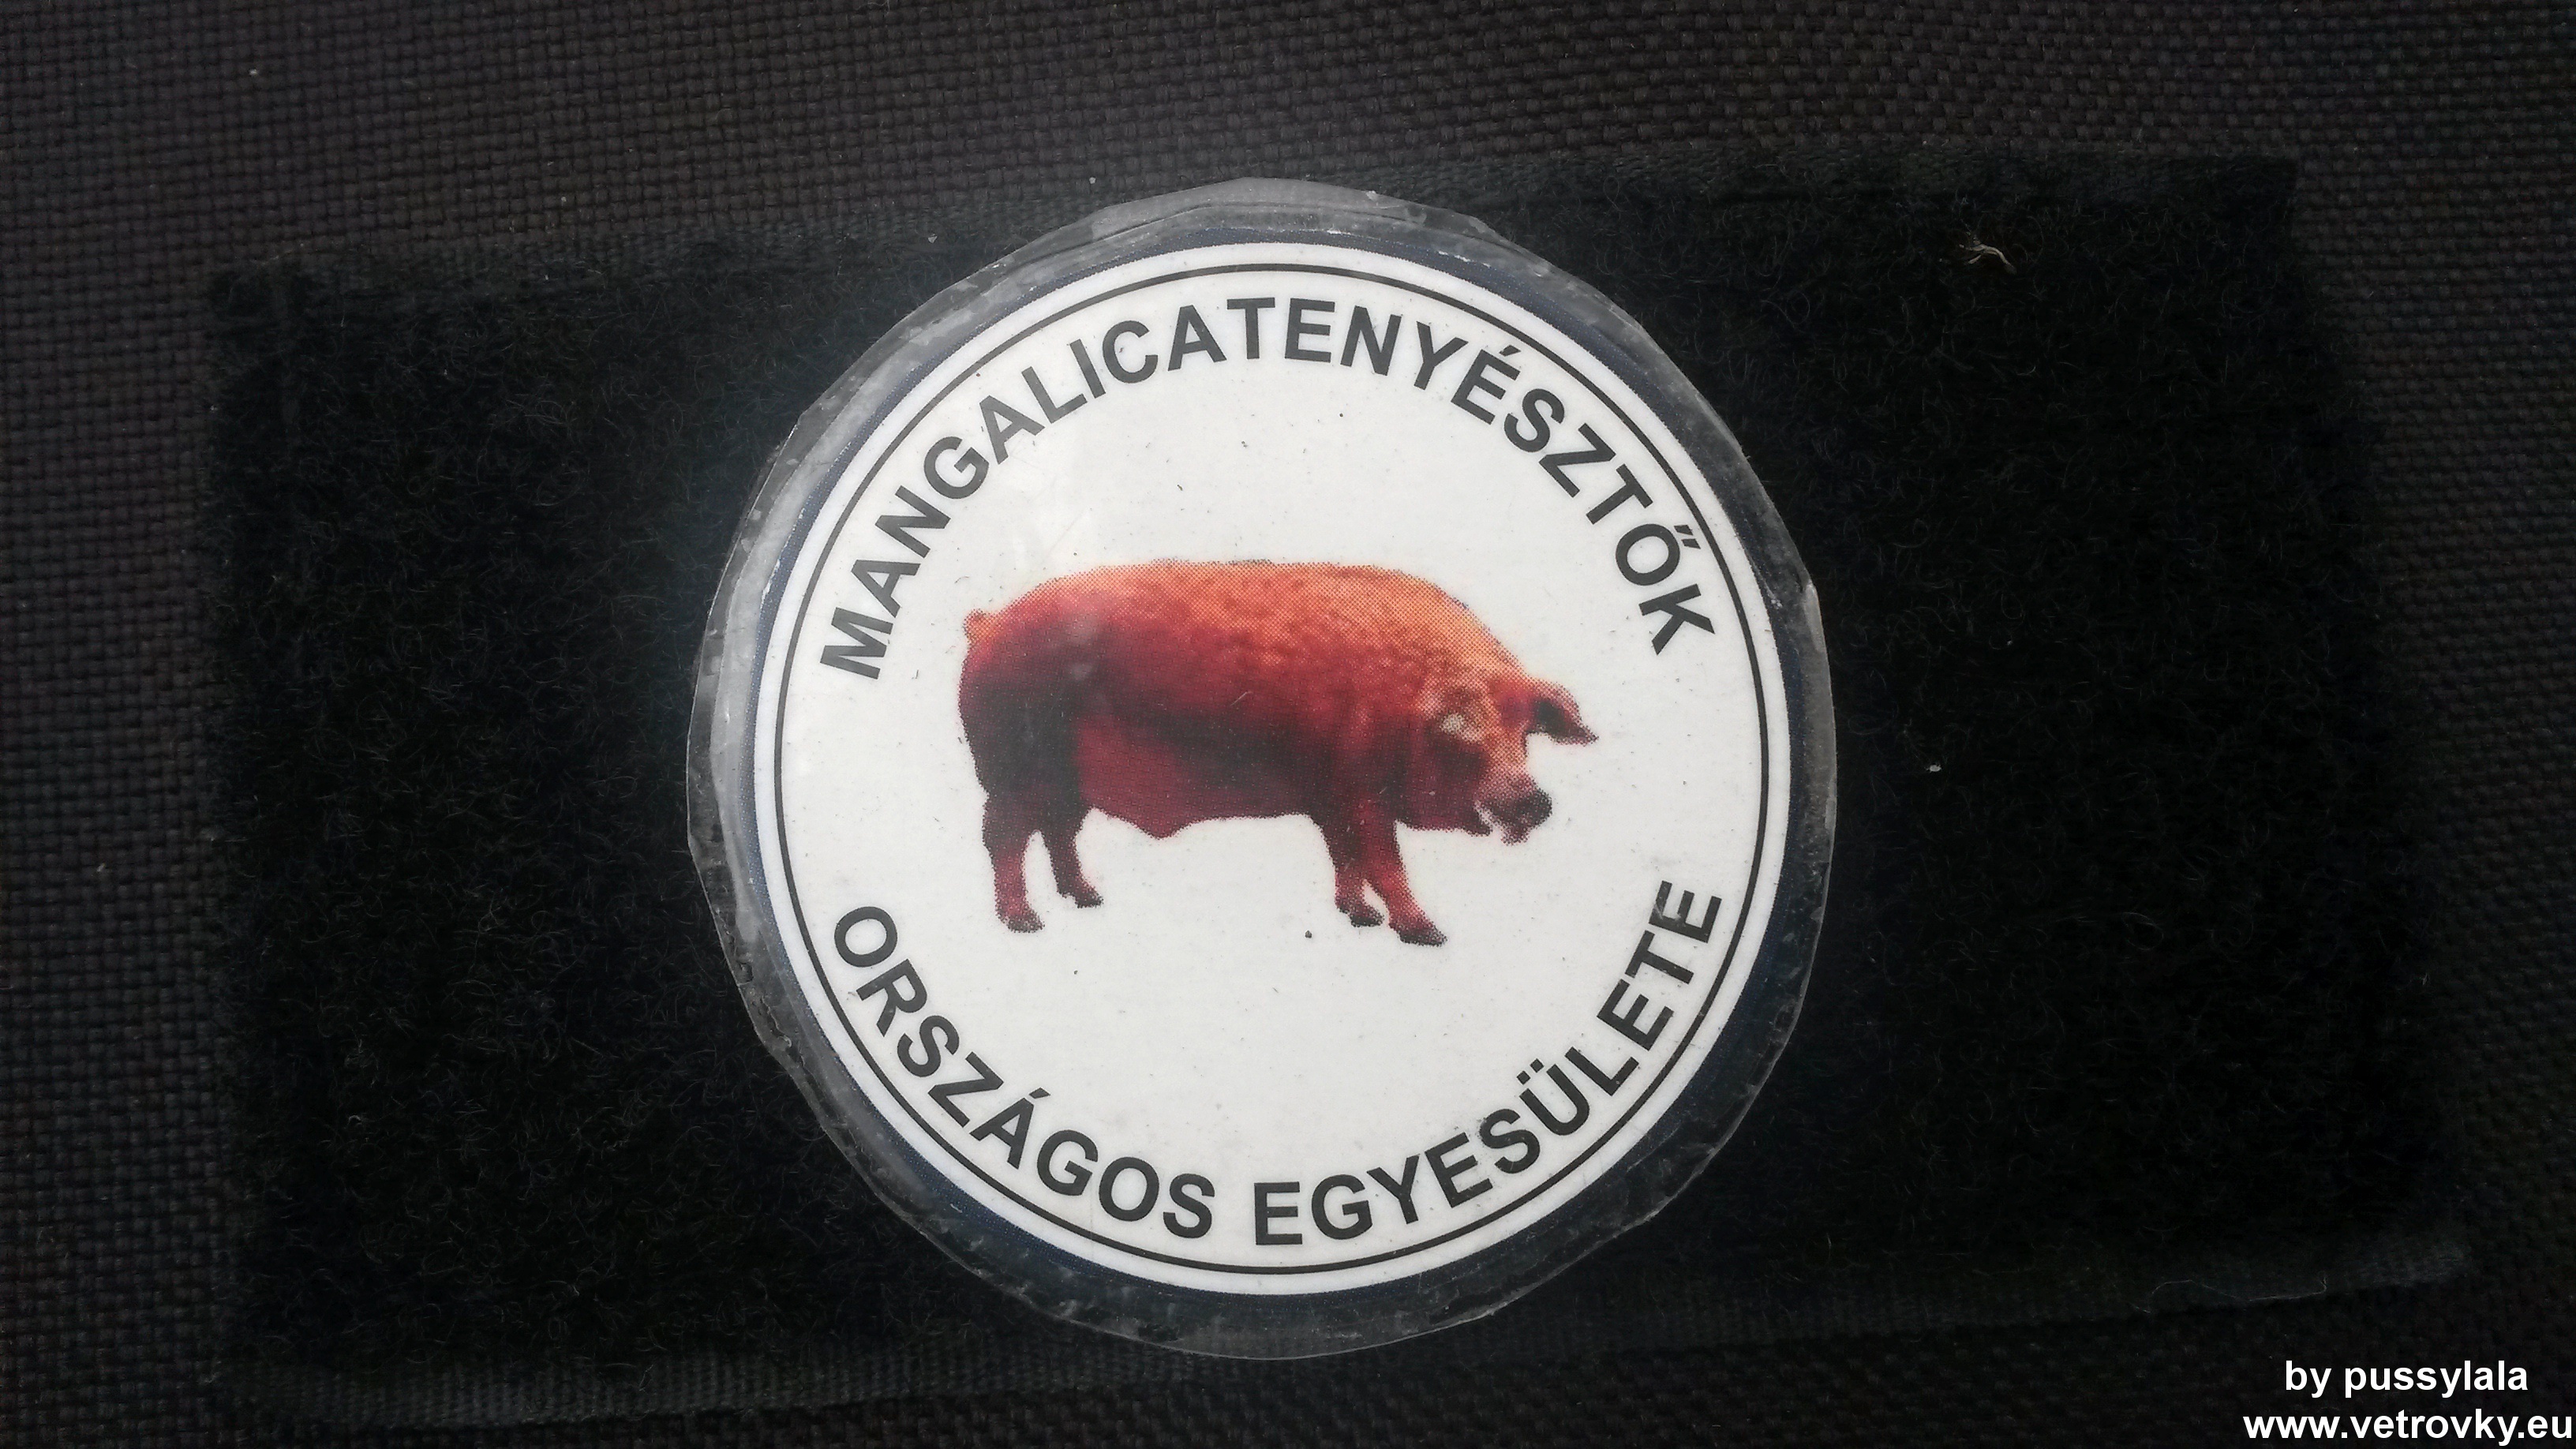 MANGALICATENYÉSZTŐK
ORSZÁGOS EGYESÜLETE
by pussylala
www.vetrovky.eu